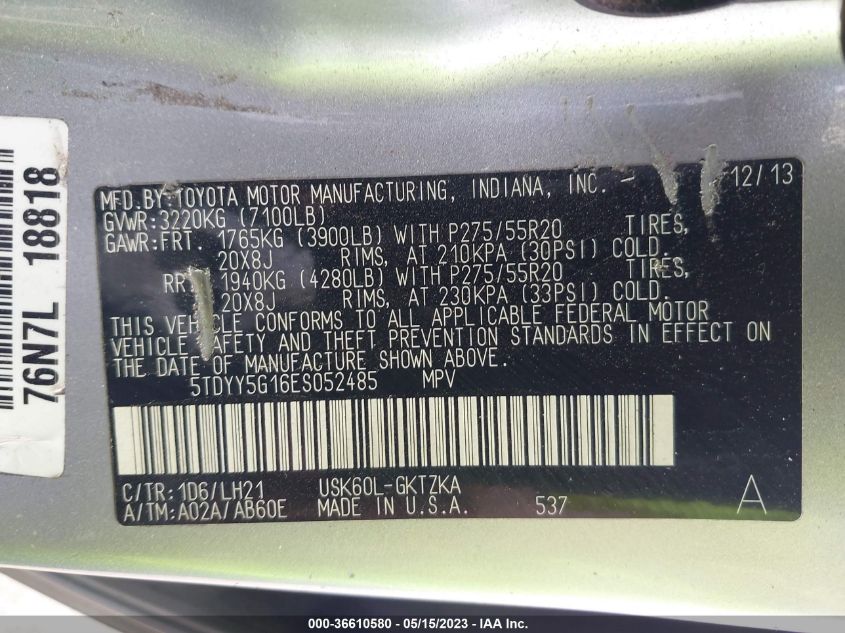 76N7L 18818
MFD.BY:TOYOTA MOTOR MANUFACTURING, INDIANA, INC. - 12/13
GVWR:3220KG (7100LB)
GAWR:FRT. 1765KG (3900LB) WITH P275/55R20 TIRES,
20X8J RIMS, AT 210KPA (30PSI) COLD.
RR. 1940KG (4280LB) WITH P275/55R20 TIRES,
20X8J RIMS, AT 230KPA (33PSI) COLD.
THIS VEHICLE CONFORMS TO ALL APPLICABLE FEDERAL MOTOR
VEHICLE SAFETY AND THEFT PREVENTION STANDARDS IN EFFECT ON
THE DATE OF MANUFACTURE SHOWN ABOVE.
5TDYY5G16ES052485 MPV
C/TR:1D6/LH21 USK60L-GKTZKA
A/TM:A02A/AB60E MADE IN U.S.A. 537 A
000-36610580 - 05/15/2023 - www.iaai.com